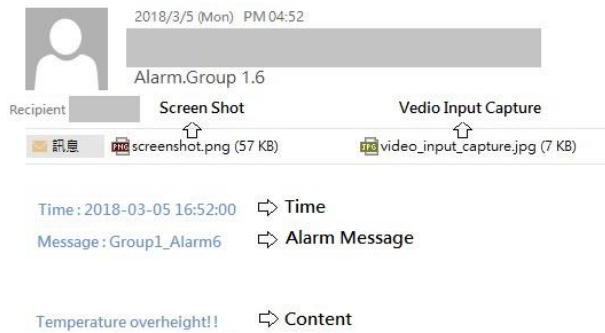 2018/3/5 (Mon) PM 04:52
Alarm.Group 1.6
Recipient
Screen Shot
Vedio Input Capture
訊息
PNG screenshot.png (57 KB)
JPG video_input_capture.jpg (7 KB)
Time : 2018-03-05 16:52:00
Time
Message : Group1_Alarm6
Alarm Message
Temperature overheight!!
Content